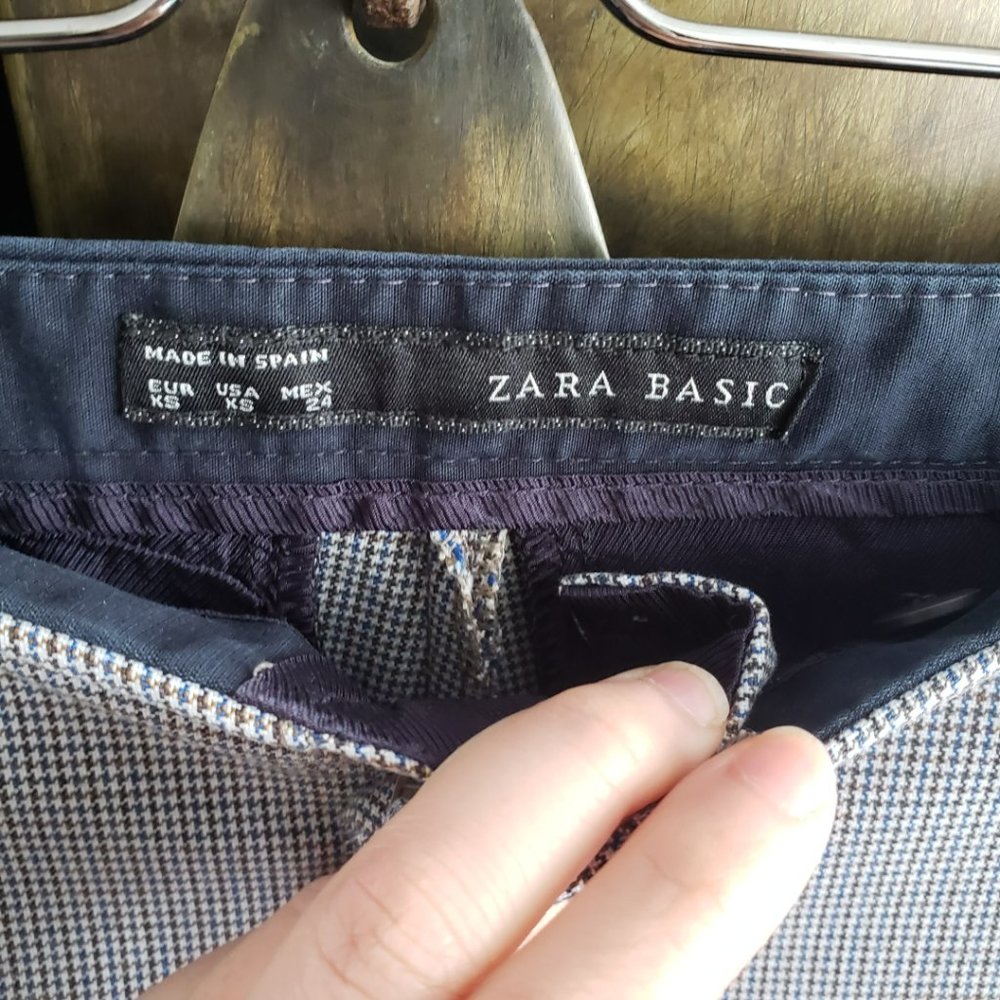 MADE IN SPAIN
EUR USA MEX
XS XS 24
ZARA BASIC